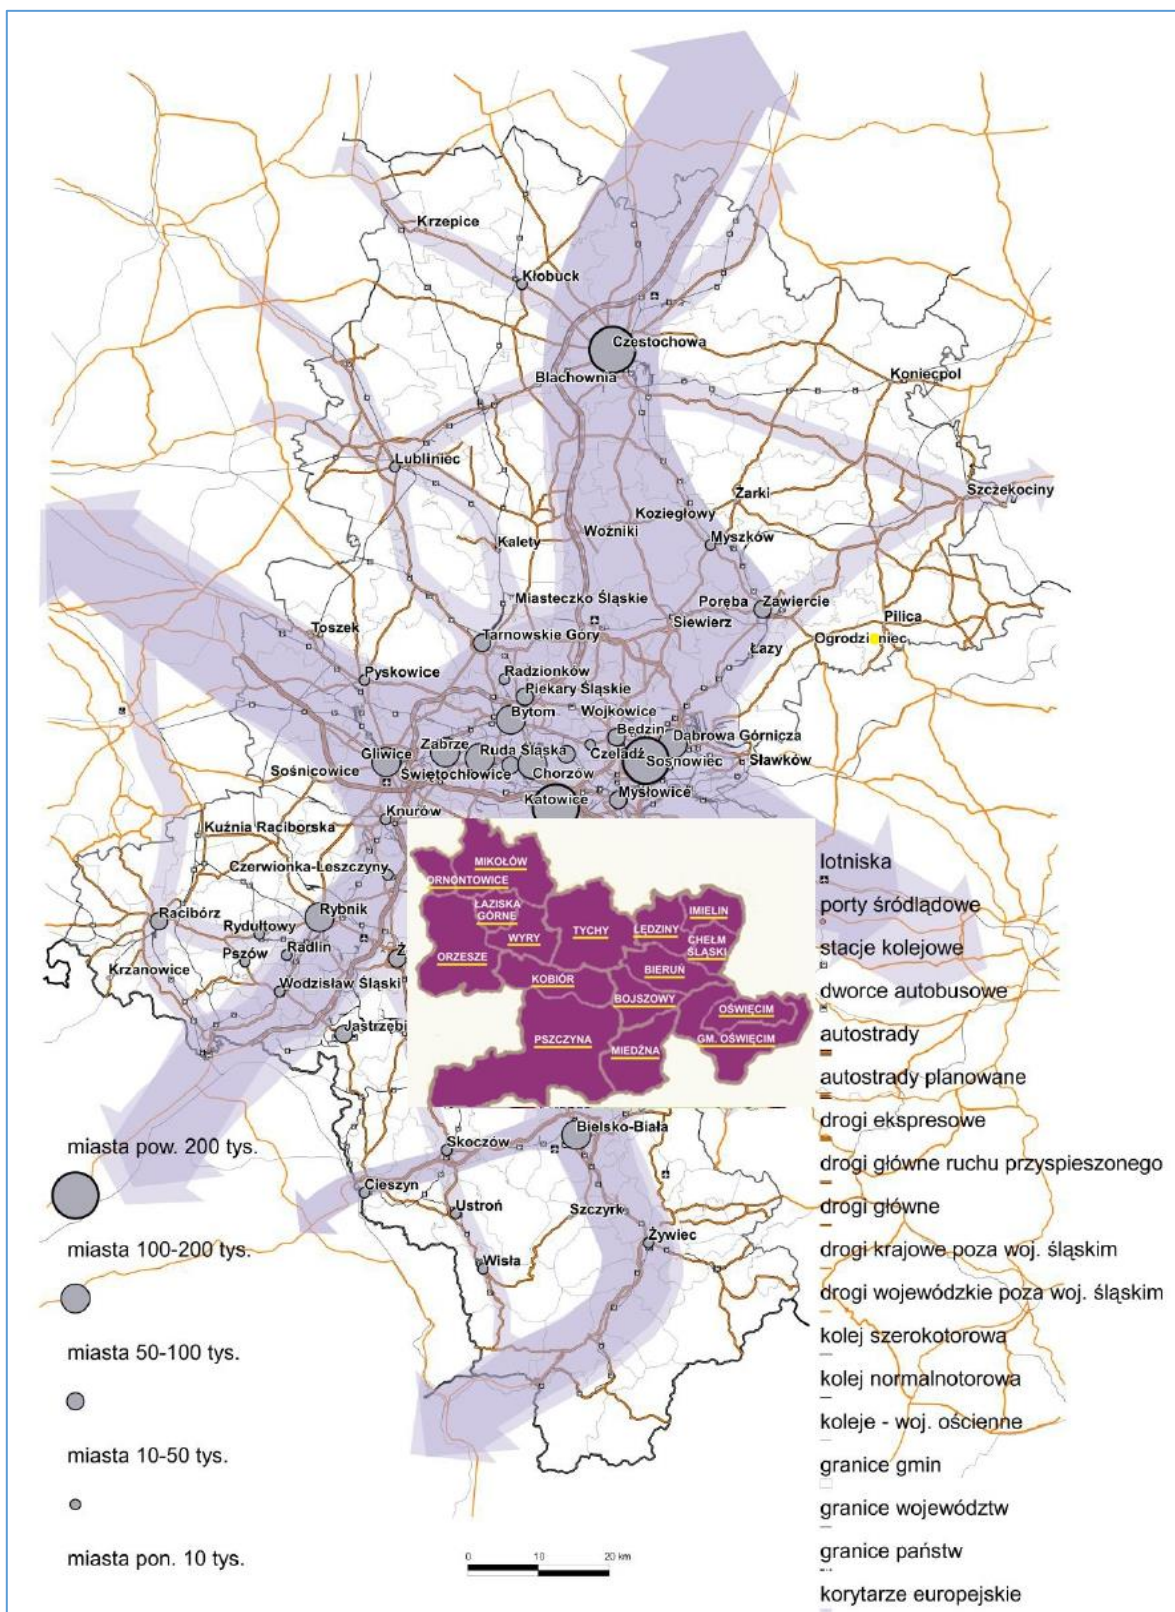 Krzepice
Kłobuck
Częstochowa
Blachownia
Koniecpol
Lubliniec
Szczekociny
Żarki
Koziegłowy
Woźniki
Myszków
Kalety
Miasteczko Śląskie
Poręba
Zawiercie
Siewierz
Pilica
Toszek
Tarnowskie Góry
Ogrodzieniec
Łazy
Pyskowice
Radzionków
Piekary Śląskie
Wojkowice
Bytom
Będzin
Dąbrowa Górnicza
Zabrze
Ruda Śląska
Gliwice
Czeladź
Sosnowiec
Sławków
Sośnicowice
Świętochłowice
Chorzów
Mysłowice
Katowice
Knurów
Kuźnia Raciborska
Czerwionka-Leszczyny
Racibórz
Rybnik
Rydułtowy
Radlin
Pszów
Ż
Krzanowice
Wodzisław Śląski
Jastrzębi
MIKOŁÓW
ORNONTOWICE
ŁAZISKA
GÓRNE
IMIELIN
TYCHY
LĘDZINY
WYRY
CHEŁM
ŚLĄSKI
ORZESZE
BIERUŃ
KOBIÓR
BOJSZOWY
OŚWIĘCIM
PSZCZYNA
MIEDŹNA
GM. OŚWIĘCIM
Bielsko-Biała
Skoczów
Cieszyn
Ustroń
Szczyrk
Żywiec
Wisła
miasta pow. 200 tys.
miasta 100-200 tys.
miasta 50-100 tys.
miasta 10-50 tys.
miasta pon. 10 tys.
0 10 20 km
lotniska
porty śródlądowe
stacje kolejowe
dworce autobusowe
autostrady
autostrady planowane
drogi ekspresowe
drogi główne ruchu przyspieszonego
drogi główne
drogi krajowe poza woj. śląskim
drogi wojewódzkie poza woj. śląskim
kolej szerokotorowa
kolej normalnotorowa
koleje - woj. ościenne
granice gmin
granice województw
granice państw
korytarze europejskie